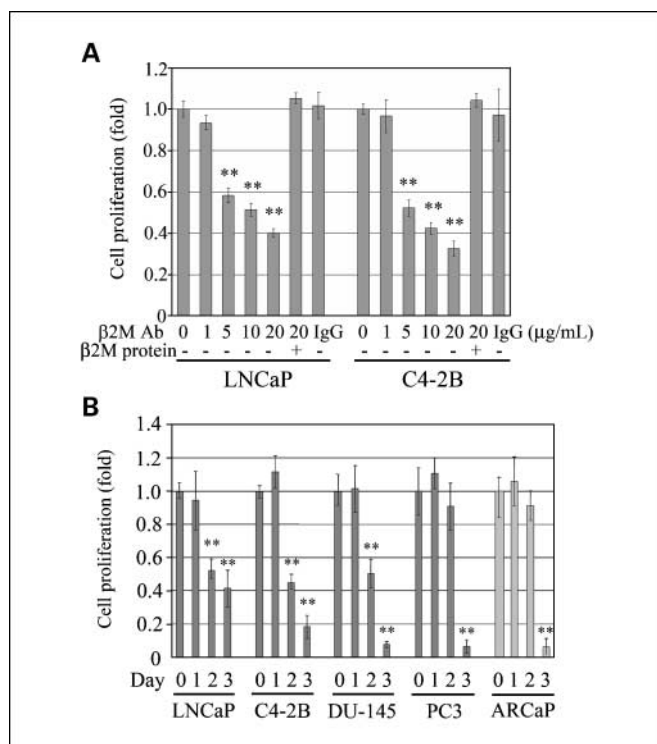 A
Cell proliferation (fold)
1.2
1.0
0.8
0.6
0.4
0.2
0
** ** **
** ** **
β2M Ab 0 1 5 10 20 20 IgG 0 1 5 10 20 20 IgG (μg/mL)
β2M protein - - - - - + - - - - - - + -
LNCaP C4-2B
B
Cell proliferation (fold)
1.4
1.2
1.0
0.8
0.6
0.4
0.2
0
** ** ** ** ** ** ** **
Day 0 1 2 3 0 1 2 3 0 1 2 3 0 1 2 3 0 1 2 3
LNCaP C4-2B DU-145 PC3 ARCaP